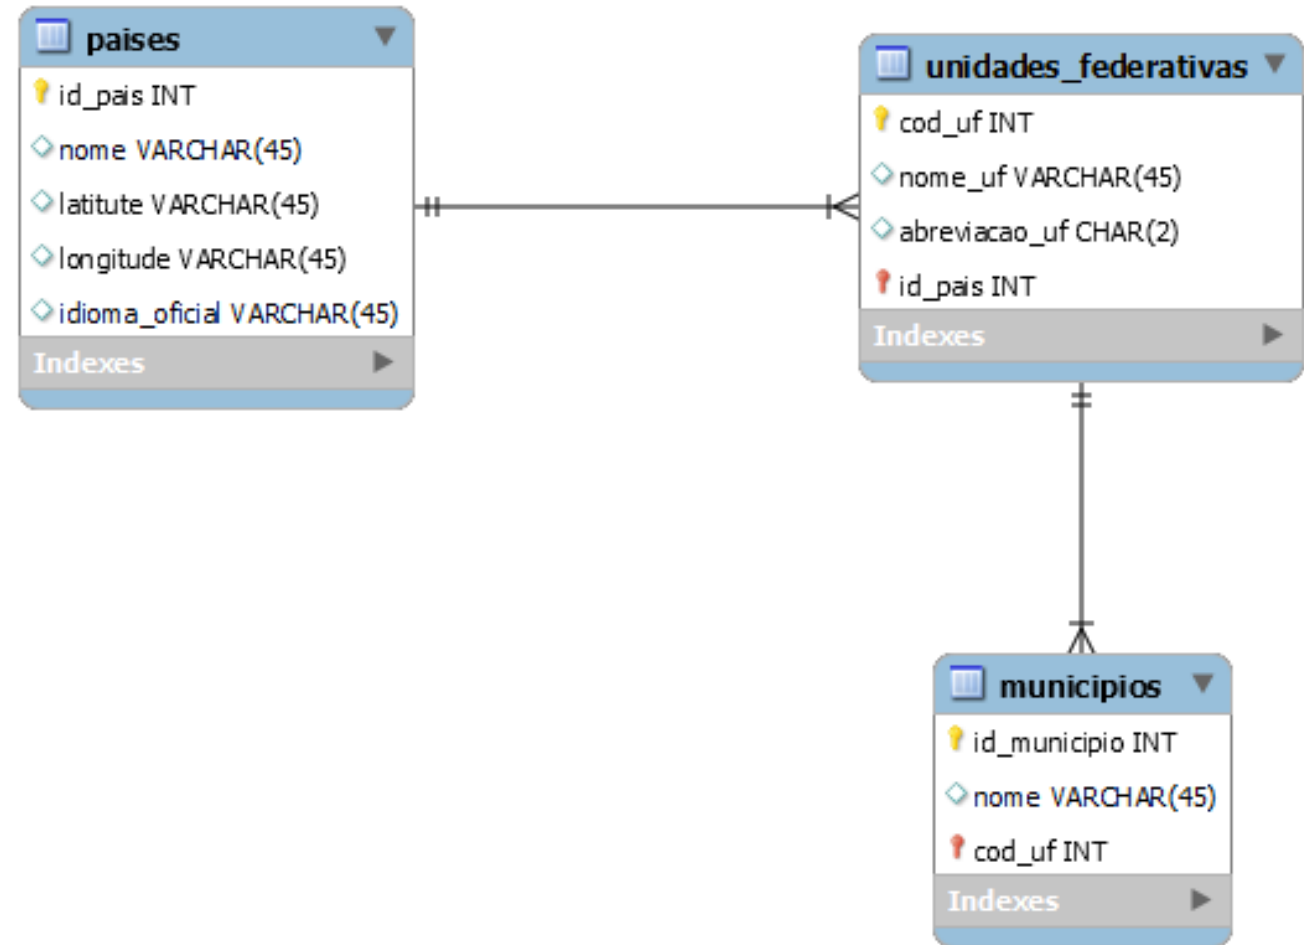 paises
id_pais INT
nome VARCHAR(45)
latitute VARCHAR(45)
longitude VARCHAR(45)
idioma_oficial VARCHAR(45)
Indexes
unidades_federativas
cod_uf INT
nome_uf VARCHAR(45)
abreviacao_uf CHAR(2)
id_pais INT
Indexes
municipios
id_municipio INT
nome VARCHAR(45)
cod_uf INT
Indexes